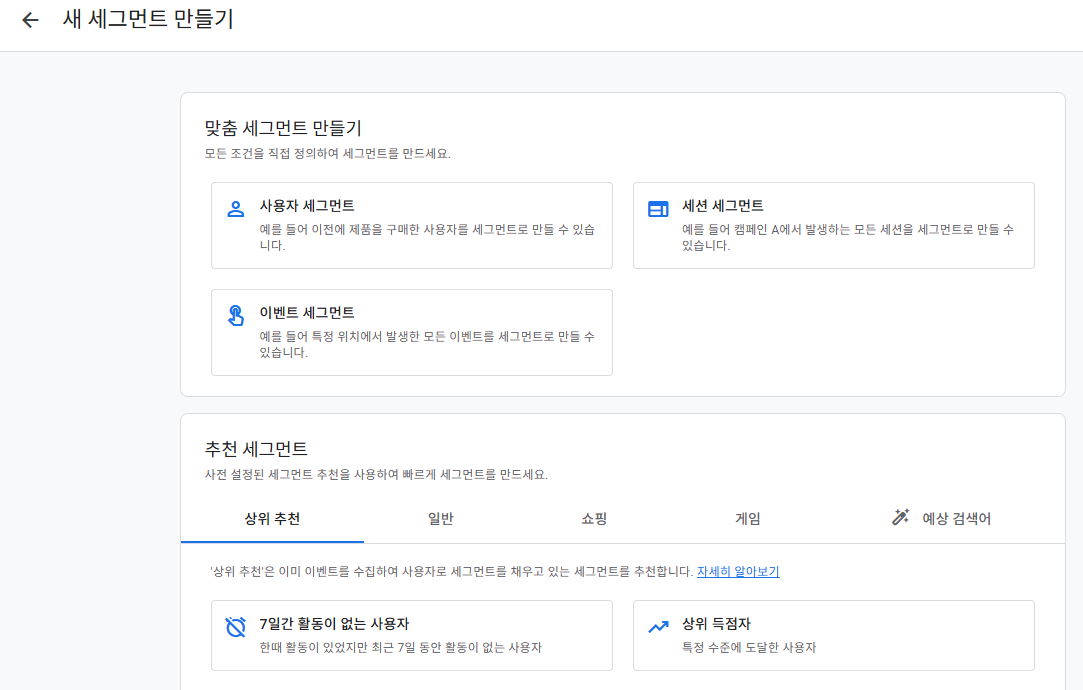 새 세그먼트 만들기
맞춤 세그먼트 만들기
모든 조건을 직접 정의하여 세그먼트를 만드세요.
사용자 세그먼트
예를 들어 이전에 제품을 구매한 사용자를 세그먼트로 만들 수 있습
니다.
세션 세그먼트
예를 들어 캠페인 A에서 발생하는 모든 세션을 세그먼트로 만들 수
있습니다.
이벤트 세그먼트
예를 들어 특정 위치에서 발생한 모든 이벤트를 세그먼트로 만들 수
있습니다.
추천 세그먼트
사전 설정된 세그먼트 추천을 사용하여 빠르게 세그먼트를 만드세요.
상위 추천
일반
쇼핑
게임
예상 검색어
'상위 추천'은 이미 이벤트를 수집하여 사용자로 세그먼트를 채우고 있는 세그먼트를 추천합니다. 자세히 알아보기
7일간 활동이 없는 사용자
한때 활동이 있었지만 최근 7일 동안 활동이 없는 사용자
상위 득점자
특정 수준에 도달한 사용자